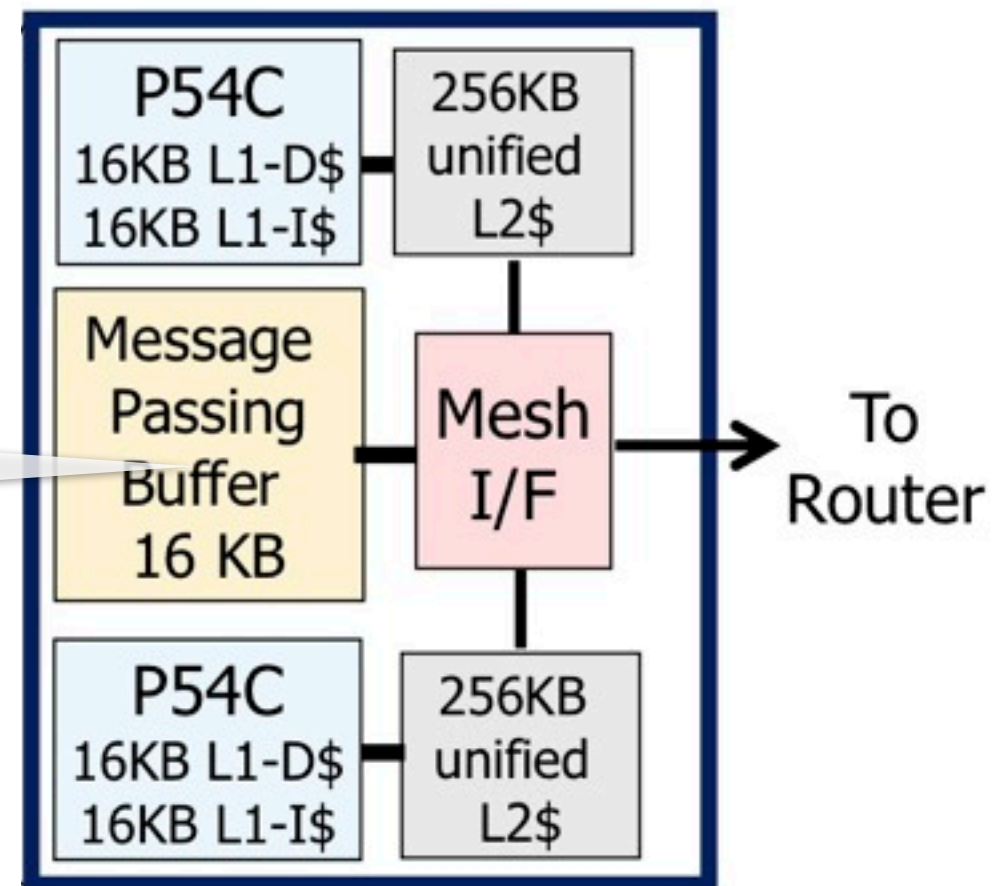 P54C
16KB L1-D$
16KB L1-I$
256KB
unified
L2$
Message
Passing
Buffer
16 KB
Mesh
I/F
To
Router
P54C
16KB L1-D$
16KB L1-I$
256KB
unified
L2$